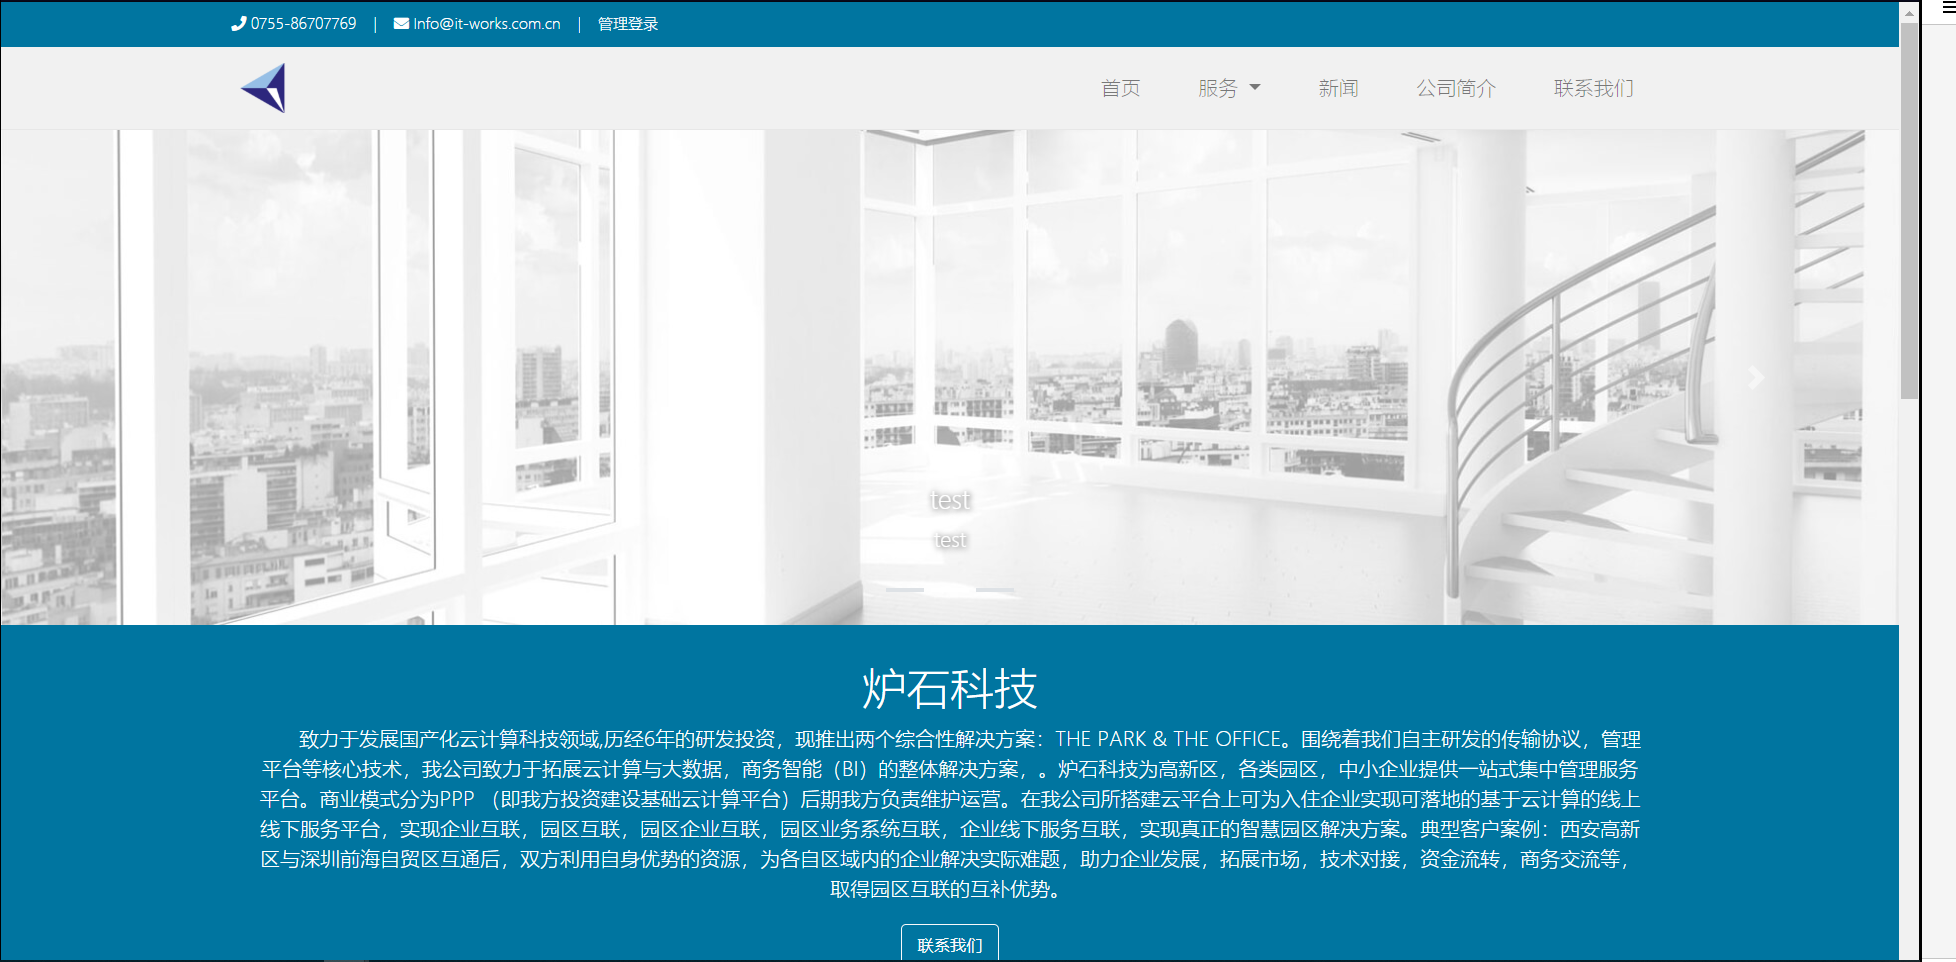 0755-86707769 | Info@it-works.com.cn | 管理登录
首页 服务 新闻 公司简介 联系我们
test
test
炉石科技
致力于发展国产化云计算科技领域,历经6年的研发投资，现推出两个综合性解决方案：THE PARK & THE OFFICE。围绕着我们自主研发的传输协议，管理
平台等核心技术，我公司致力于拓展云计算与大数据，商务智能（BI）的整体解决方案，。炉石科技为高新区，各类园区，中小企业提供一站式集中管理服务
平台。商业模式分为PPP （即我方投资建设基础云计算平台）后期我方负责维护运营。在我公司所搭建云平台上可为入住企业实现可落地的基于云计算的线上
线下服务平台，实现企业互联，园区互联，园区企业互联，园区业务系统互联，企业线下服务互联，实现真正的智慧园区解决方案。典型客户案例：西安高新
区与深圳前海自贸区互通后，双方利用自身优势的资源，为各自区域内的企业解决实际难题，助力企业发展，拓展市场，技术对接，资金流转，商务交流等，
取得园区互联的互补优势。
联系我们